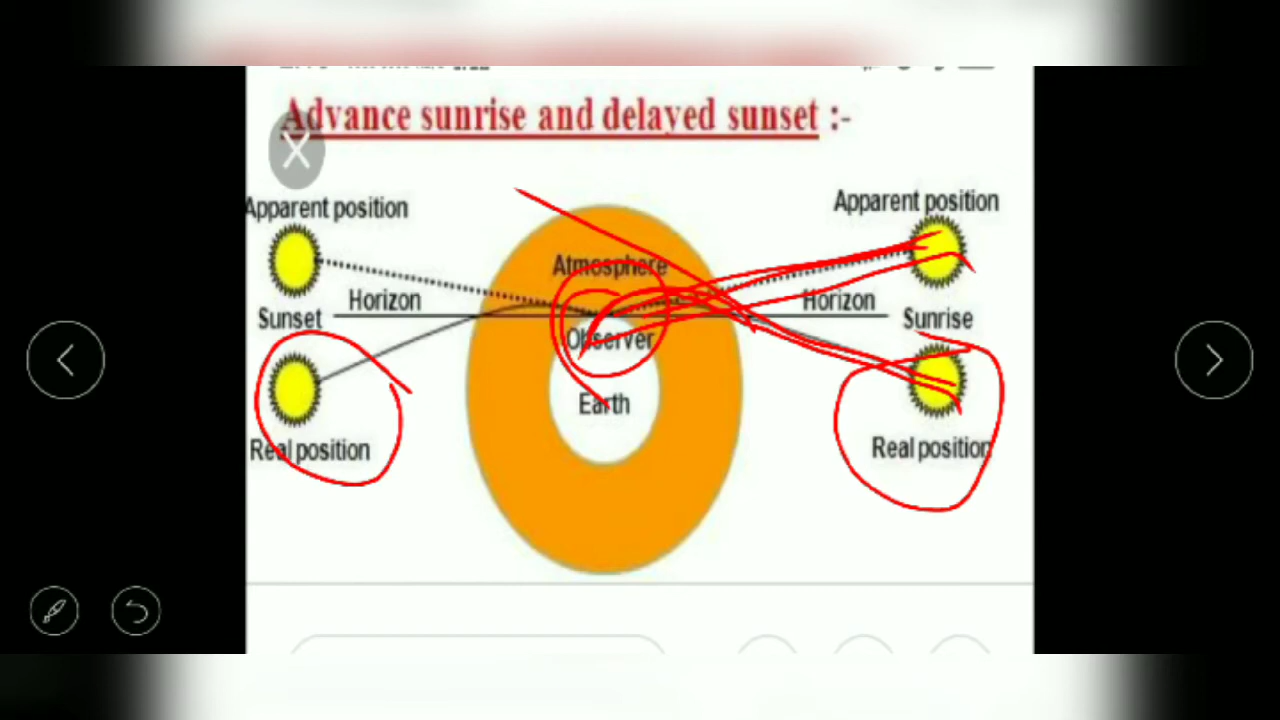 Advance sunrise and delayed sunset :-
Apparent position
Apparent position
Atmosphere
Horizon
Horizon
Sunset
Sunrise
Observer
Earth
Real position
Real position